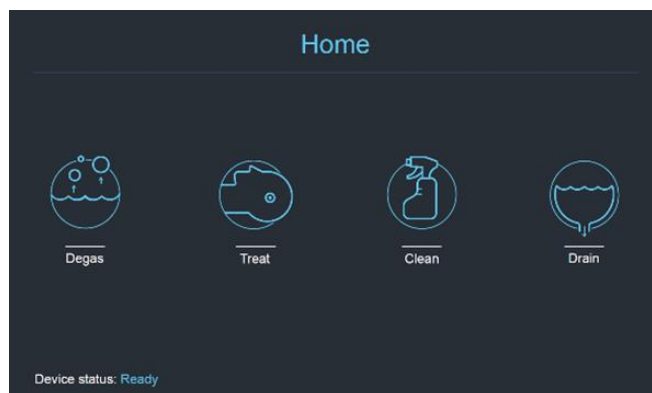 Home
Degas
Treat
Clean
Drain
Device status: Ready